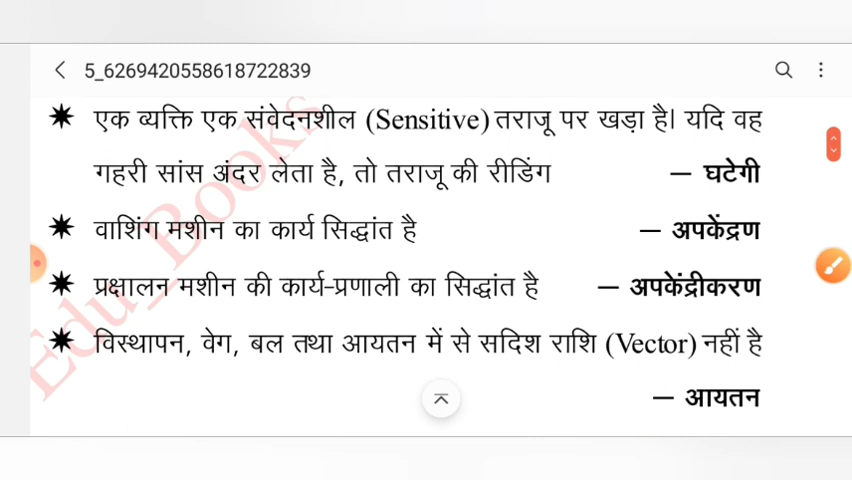 5_6269420558618722839
✷ एक व्यक्ति एक संवेदनशील (Sensitive) तराजू पर खड़ा है। यदि वह
गहरी सांस अंदर लेता है, तो तराजू की रीडिंग — घटेगी
✷ वाशिंग मशीन का कार्य सिद्धांत है — अपकेंद्रण
✷ प्रक्षालन मशीन की कार्य-प्रणाली का सिद्धांत है — अपकेंद्रीकरण
✷ विस्थापन, वेग, बल तथा आयतन में से सदिश राशि (Vector) नहीं है
— आयतन
Edu_Books